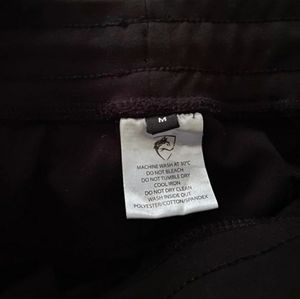 M
MACHINE WASH AT 30°C
DO NOT BLEACH
DO NOT TUMBLE DRY
COOL IRON
DO NOT DRY CLEAN
WASH INSIDE OUT
POLYESTER/COTTON/SPANDEX